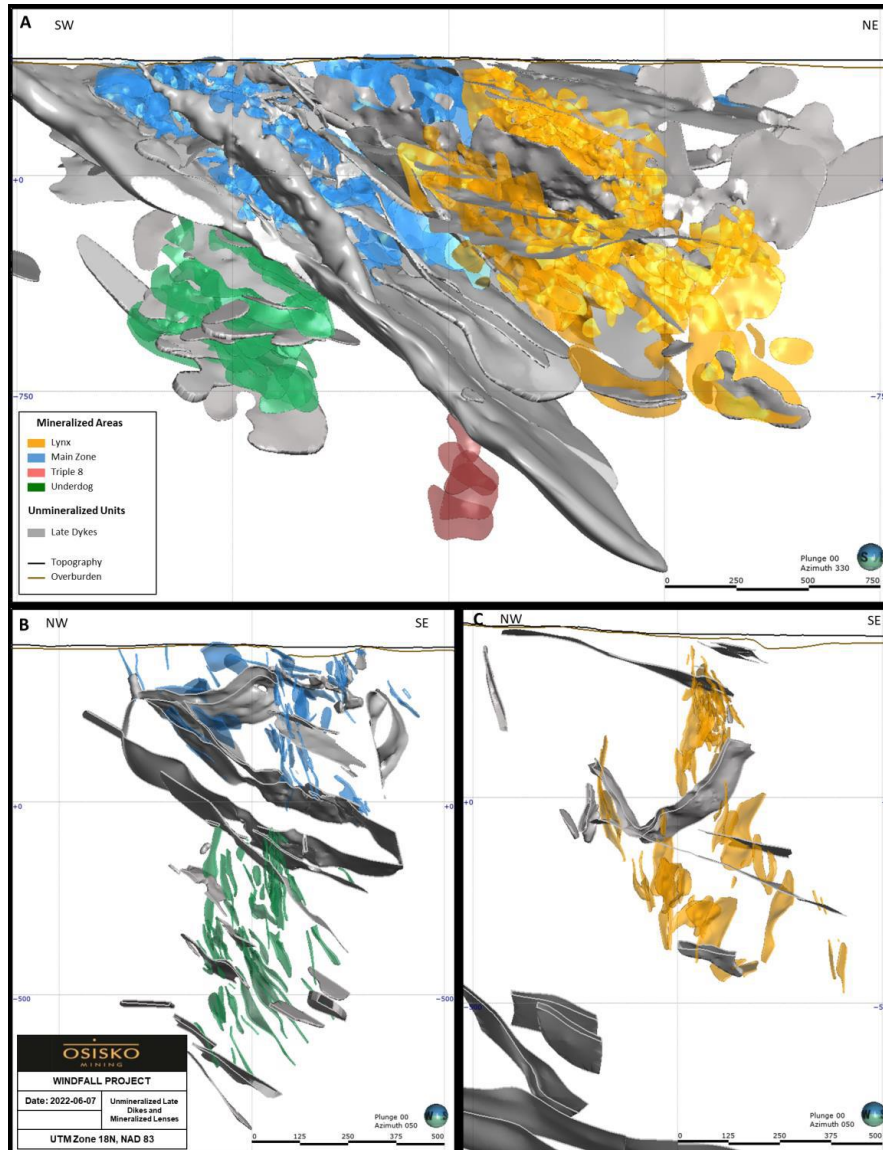 A
SW
NE
+0
-750
-75
Mineralized Areas
Lynx
Main Zone
Triple 8
Underdog
Unmineralized Units
Late Dykes
Topography
Overburden
Plunge 00
Azimuth 330
0 250 500 750
B
NW
SE
+0
+0
-500
-500
OSISKO
MINING
WINDFALL PROJECT
Date: 2022-06-07
Unmineralized Late
Dikes and
Mineralized Lenses
UTM Zone 18N, NAD 83
Plunge 00
Azimuth 050
0 125 250 375 500
C
NW
SE
+0
-500
Plunge 00
Azimuth 050
0 125 250 375 500